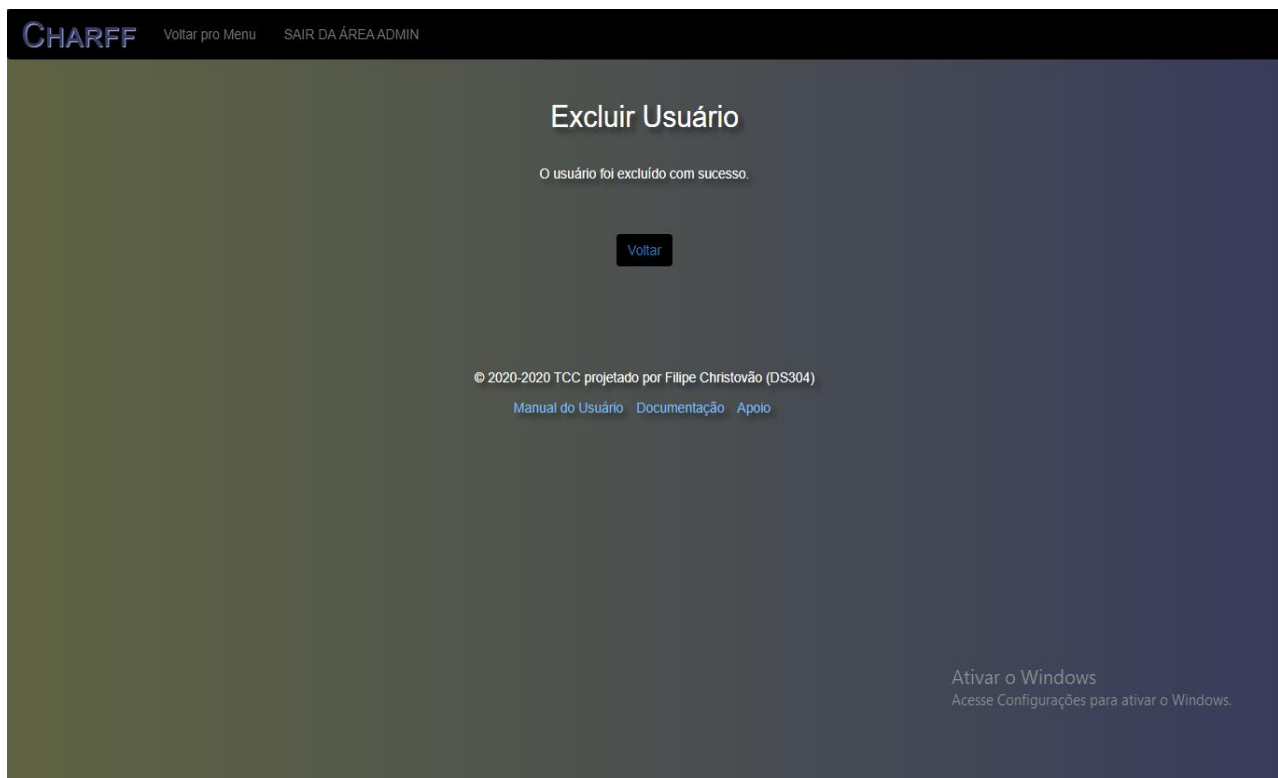 CHARFF Voltar pro Menu SAIR DA ÁREA ADMIN
Excluir Usuário
O usuário foi excluído com sucesso.
Voltar
© 2020-2020 TCC projetado por Filipe Christovão (DS304)
Manual do Usuário Documentação Apoio
Ativar o Windows
Acesse Configurações para ativar o Windows.